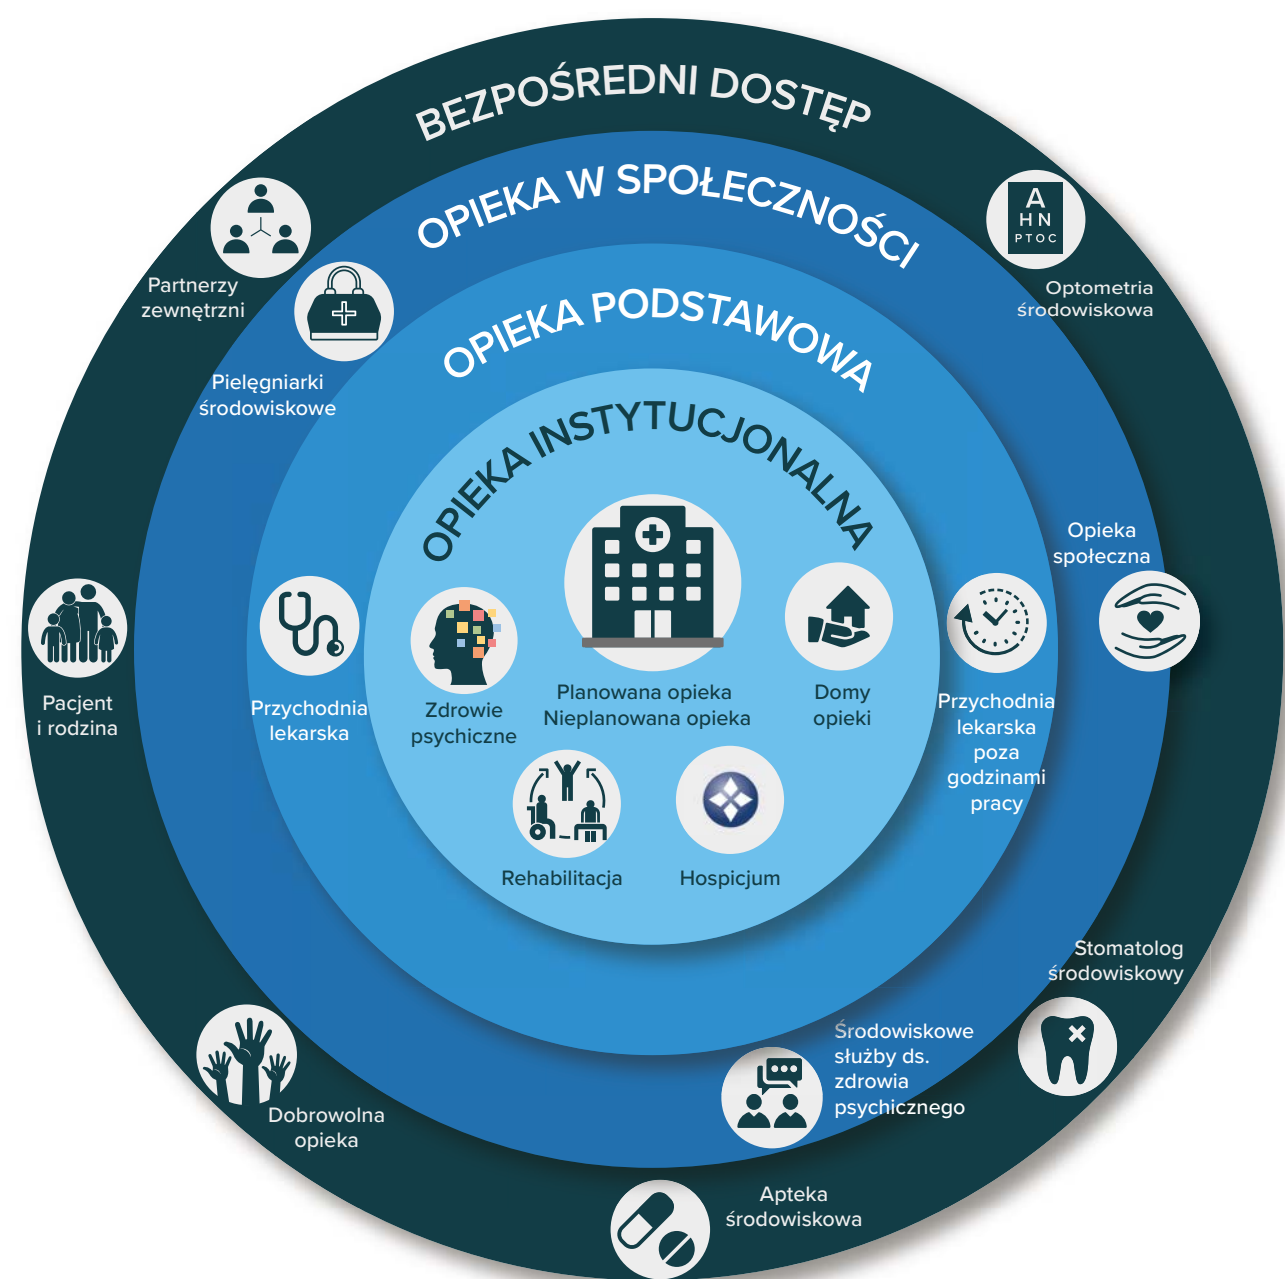 BEZPOŚREDNI DOSTĘP
OPIEKA W SPOŁECZNOŚCI
OPIEKA PODSTAWOWA
OPIEKA INSTYTUCJONALNA
A
HN
PTOC
Partnerzy
zewnętrzni
Optometria
środowiskowa
Pielęgniarki
środowiskowe
Opieka
społeczna
Pacjent
i rodzina
Przychodnia
lekarska
Zdrowie
psychiczne
Planowana opieka
Nieplanowana opieka
Domy
opieki
Przychodnia
lekarska
poza
godzinami
pracy
Rehabilitacja
Hospicjum
Stomatolog
środowiskowy
Środowiskowe
służby ds.
zdrowia
psychicznego
Dobrowolna
opieka
Apteka
środowiskowa